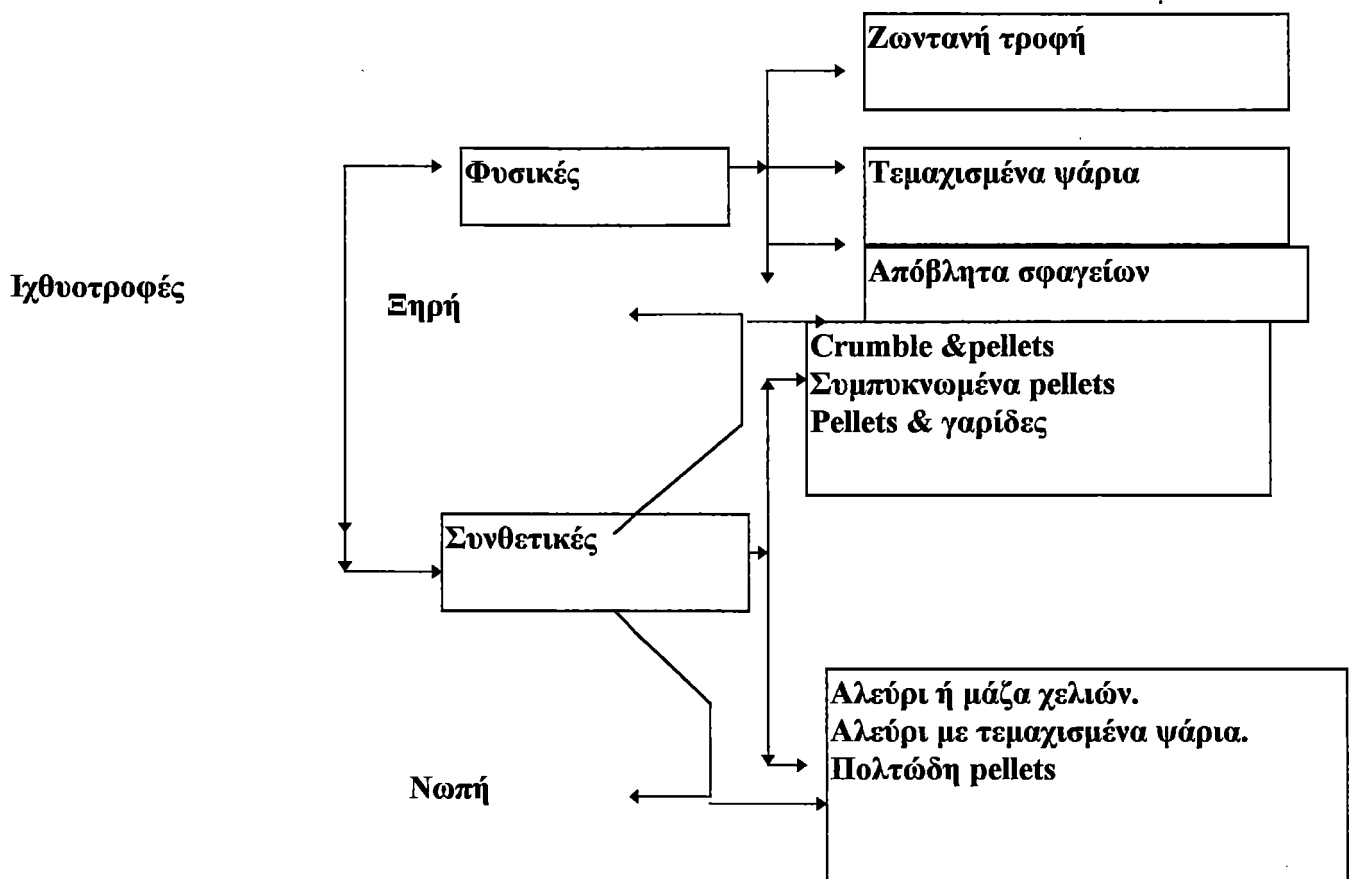 Ζωντανή τροφή
Φυσικές
Τεμαχισμένα ψάρια
Απόβλητα σφαγείων
Ιχθυοτροφές
Ξηρή
Crumble &pellets
Συμπυκνωμένα pellets
Pellets & γαρίδες
Συνθετικές
Αλεύρι ή μάζα χελιών.
Αλεύρι με τεμαχισμένα ψάρια.
Πολτώδη pellets
Νωπή